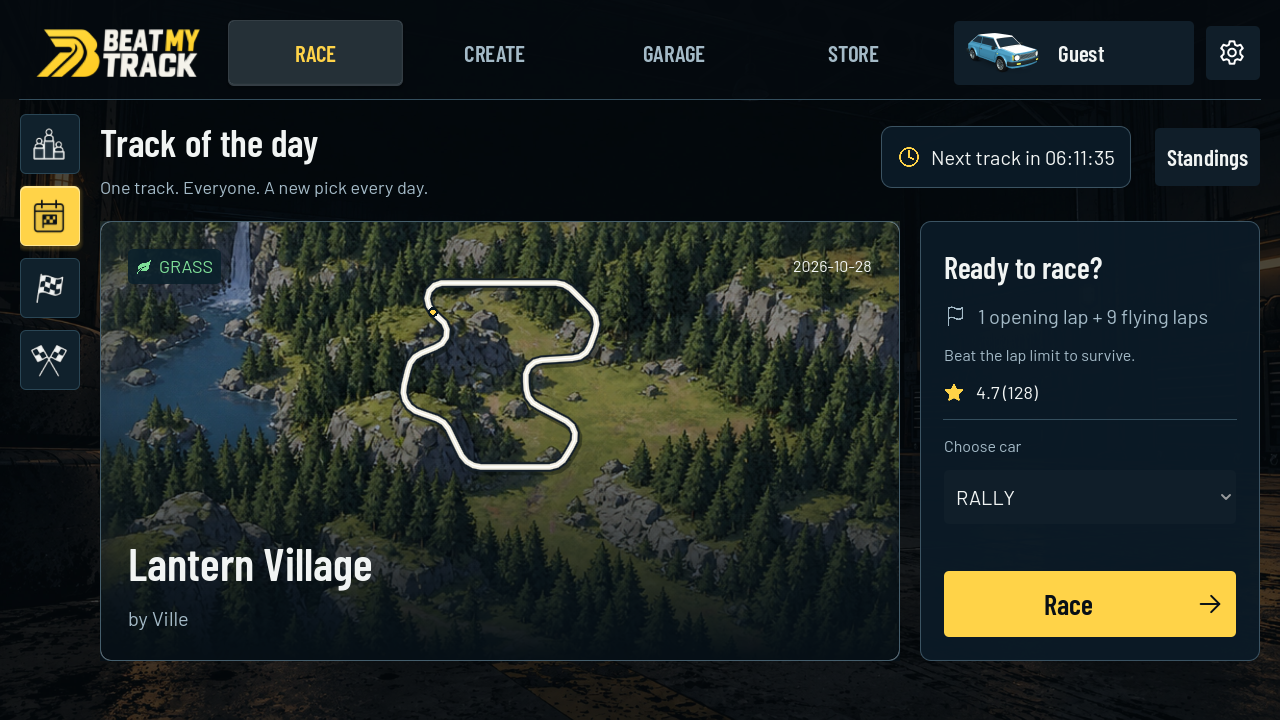 BEAT MY
TRACK
RACE
CREATE
GARAGE
STORE
Guest
Track of the day
One track. Everyone. A new pick every day.
Next track in 06:11:35
Standings
GRASS
2026-10-28
Lantern Village
by Ville
Ready to race?
1 opening lap + 9 flying laps
Beat the lap limit to survive.
4.7 (128)
Choose car
RALLY
Race